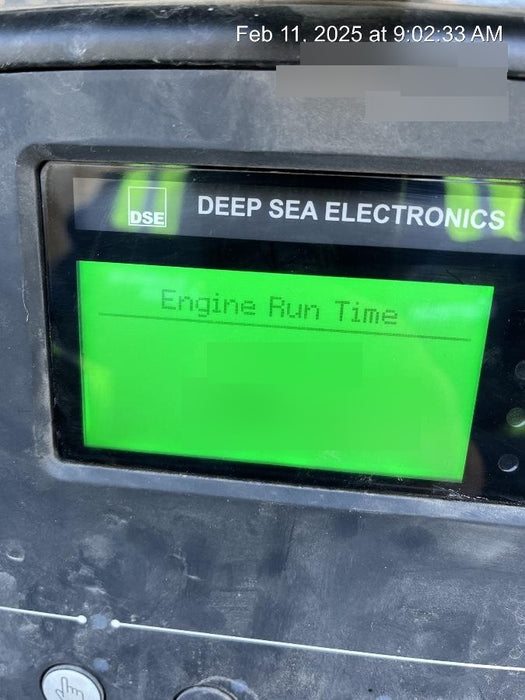 Feb 11, 2025 at 9:02:33 AM
DSE DEEP SEA ELECTRONICS
Engine Run Time